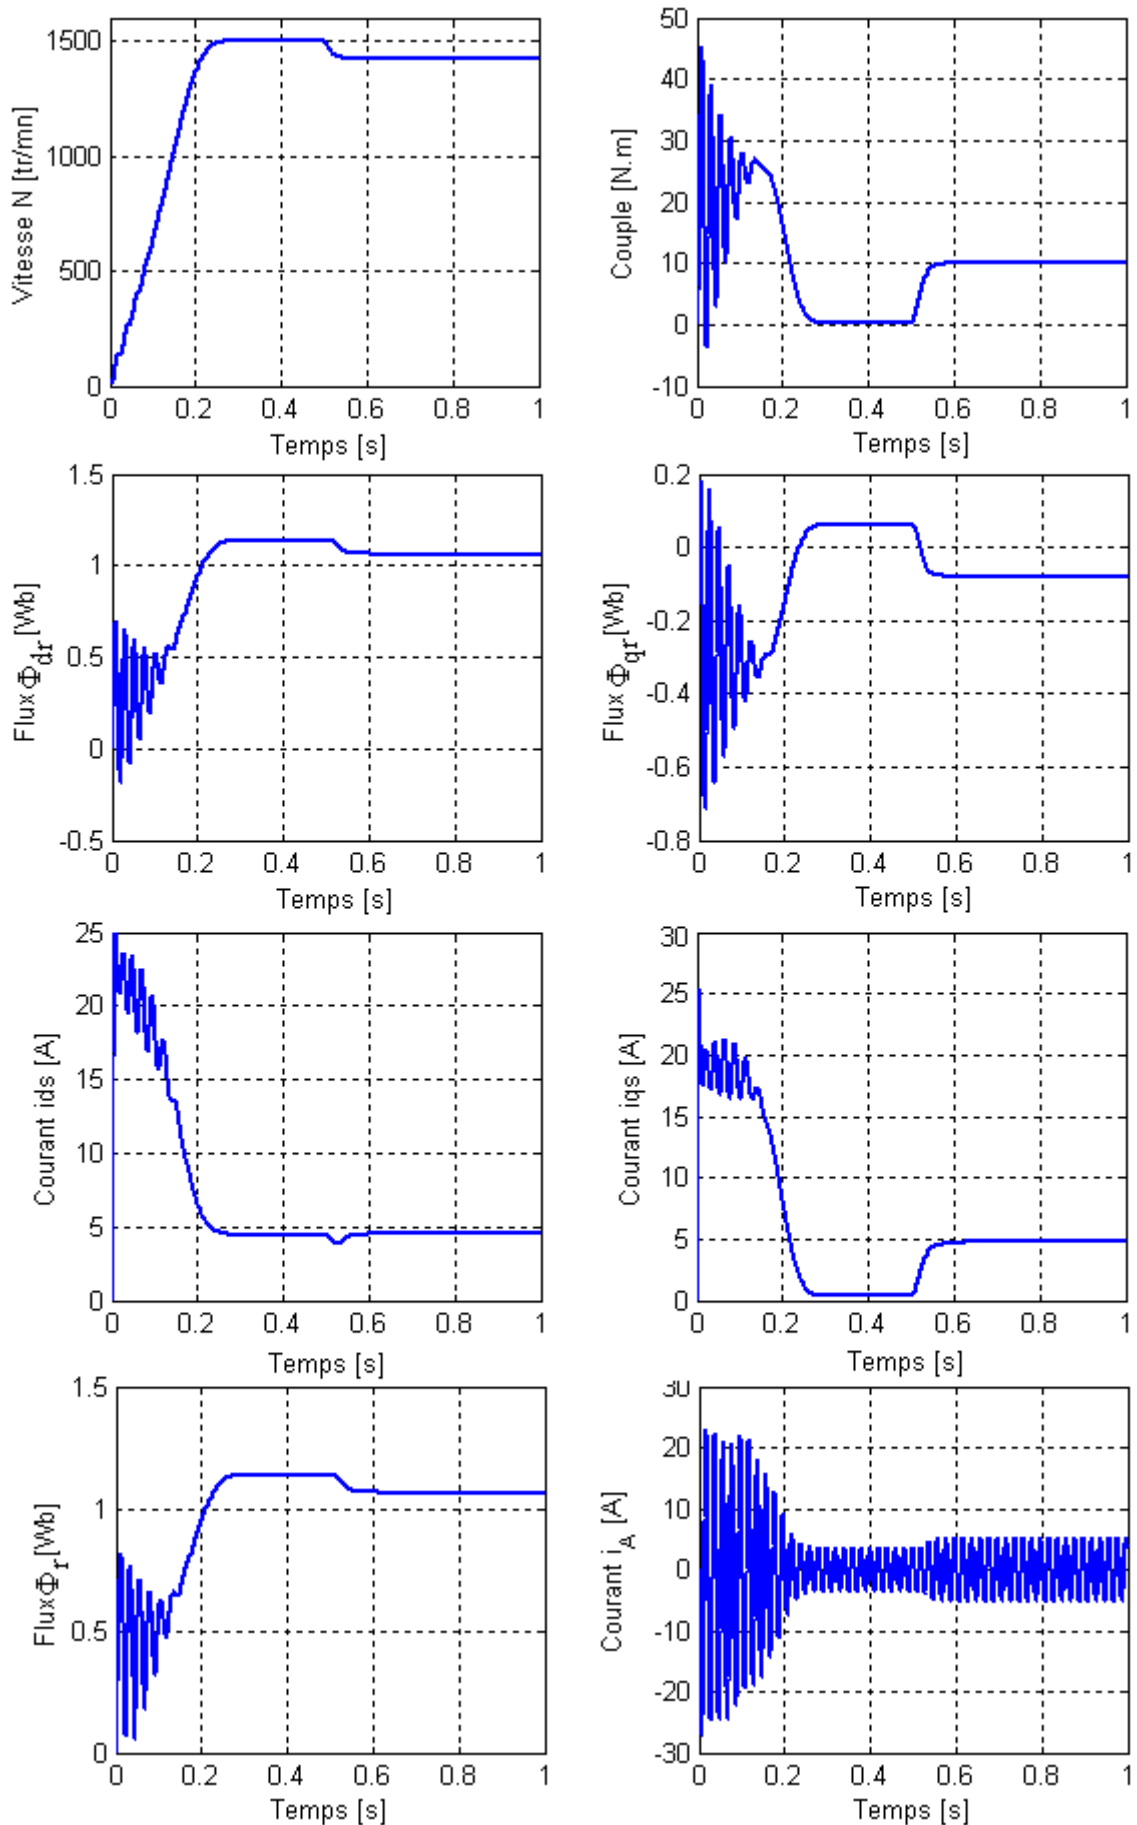 1500
1000
500
0
Vitesse N [tr/mn]
0 0.2 0.4 0.6 0.8 1
Temps [s]
50
40
30
20
10
0
-10
Couple [N.m]
0 0.2 0.4 0.6 0.8 1
Temps [s]
1.5
1
0.5
0
-0.5
Flux Φdr [Wb]
0 0.2 0.4 0.6 0.8 1
Temps [s]
0.2
0
-0.2
-0.4
-0.6
-0.8
Flux Φqr [Wb]
0 0.2 0.4 0.6 0.8 1
Temps [s]
25
20
15
10
5
0
Courant ids [A]
0 0.2 0.4 0.6 0.8 1
Temps [s]
30
25
20
15
10
5
0
Courant iqs [A]
0 0.2 0.4 0.6 0.8 1
Temps [s]
1.5
1
0.5
0
Flux Φr [Wb]
0 0.2 0.4 0.6 0.8 1
Temps [s]
30
20
10
0
-10
-20
-30
Courant iA [A]
0 0.2 0.4 0.6 0.8 1
Temps [s]